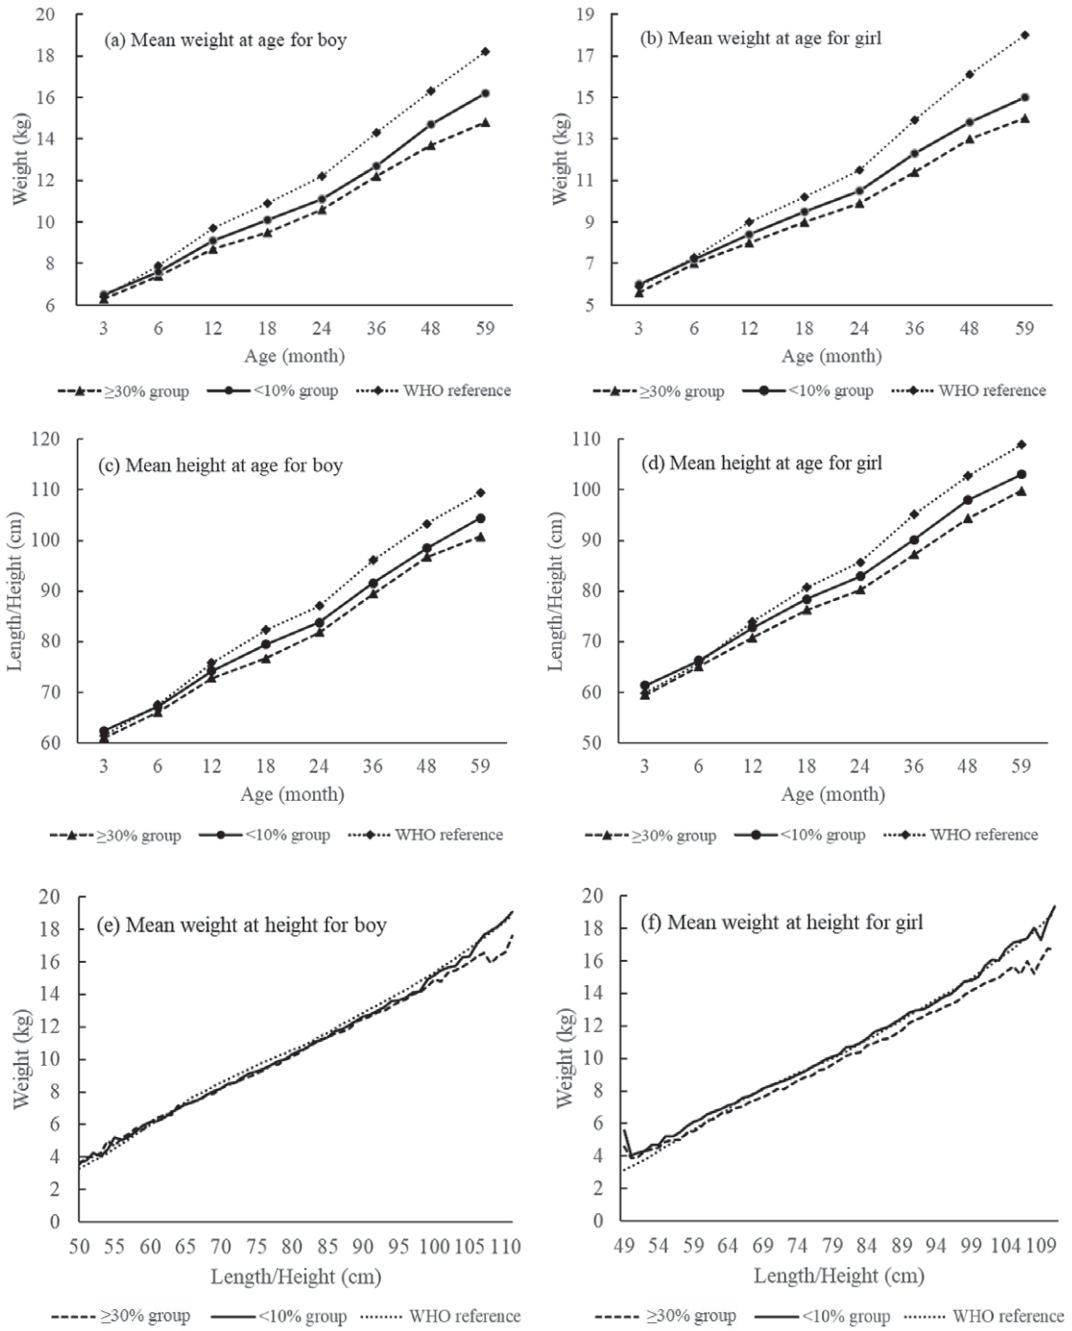 (a) Mean weight at age for boy
Weight (kg)
20
18
16
14
12
10
8
6
3 6 12 18 24 36 48 59
Age (month)
≥30% group <10% group WHO reference
(b) Mean weight at age for girl
Weight (kg)
19
17
15
13
11
9
7
5
3 6 12 18 24 36 48 59
Age (month)
≥30% group <10% group WHO reference
(c) Mean height at age for boy
Length/Height (cm)
120
110
100
90
80
70
60
3 6 12 18 24 36 48 59
Age (month)
≥30% group <10% group WHO reference
(d) Mean height at age for girl
Length/Height (cm)
110
100
90
80
70
60
50
3 6 12 18 24 36 48 59
Age (month)
≥30% group <10% group WHO reference
(e) Mean weight at height for boy
Weight (kg)
20
18
16
14
12
10
8
6
4
2
0
50 55 60 65 70 75 80 85 90 95 100 105 110
Length/Height (cm)
≥30% group <10% group WHO reference
(f) Mean weight at height for girl
Weight (kg)
20
18
16
14
12
10
8
6
4
2
0
49 54 59 64 69 74 79 84 89 94 99 104 109
Length/Height (cm)
≥30% group <10% group WHO reference